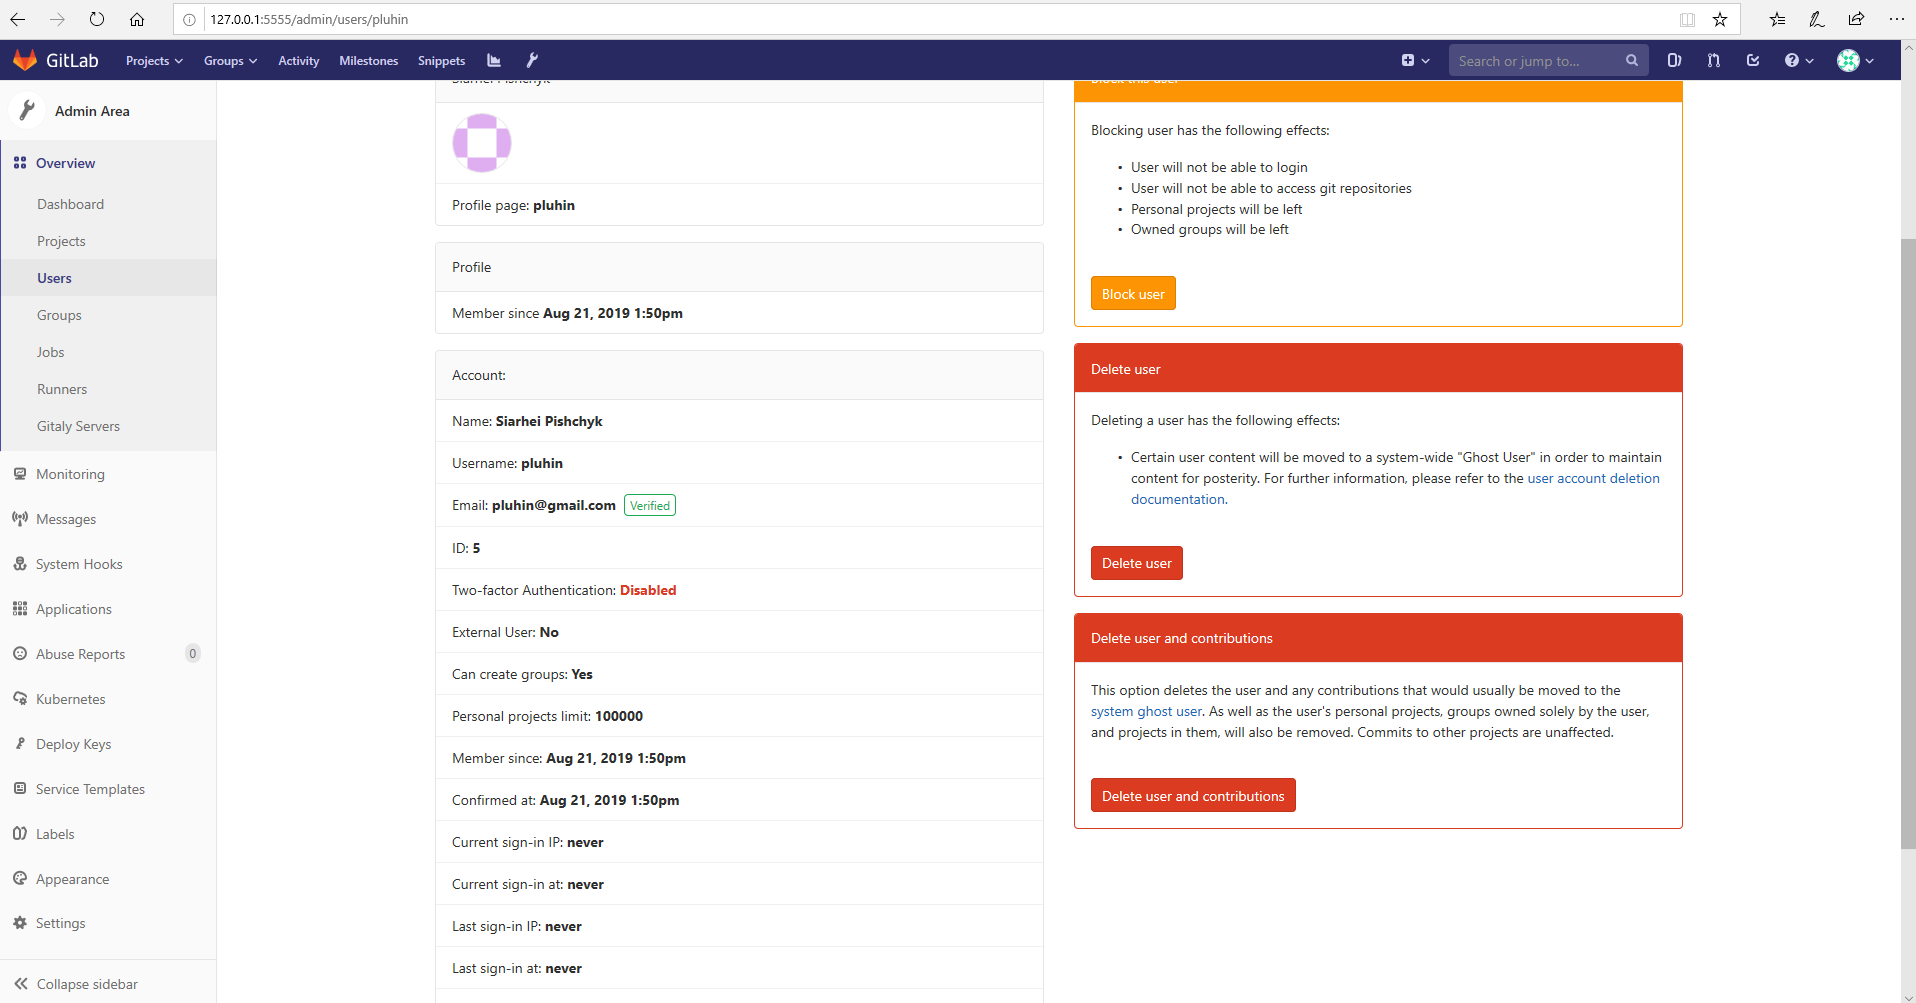 127.0.0.1:5555/admin/users/pluhin
GitLab
Projects
Groups
Activity
Milestones
Snippets
Search or jump to...
Admin Area
Overview
Dashboard
Projects
Users
Groups
Jobs
Runners
Gitaly Servers
Monitoring
Messages
System Hooks
Applications
Abuse Reports
0
Kubernetes
Deploy Keys
Service Templates
Labels
Appearance
Settings
Collapse sidebar
Siarhei Pishchyk
Profile page: pluhin
Profile
Member since Aug 21, 2019 1:50pm
Account:
Name: Siarhei Pishchyk
Username: pluhin
Email: pluhin@gmail.com Verified
ID: 5
Two-factor Authentication: Disabled
External User: No
Can create groups: Yes
Personal projects limit: 100000
Member since: Aug 21, 2019 1:50pm
Confirmed at: Aug 21, 2019 1:50pm
Current sign-in IP: never
Current sign-in at: never
Last sign-in IP: never
Last sign-in at: never
Block this user
Blocking user has the following effects:
• User will not be able to login
• User will not be able to access git repositories
• Personal projects will be left
• Owned groups will be left
Block user
Delete user
Deleting a user has the following effects:
• Certain user content will be moved to a system-wide "Ghost User" in order to maintain
content for posterity. For further information, please refer to the user account deletion
documentation.
Delete user
Delete user and contributions
This option deletes the user and any contributions that would usually be moved to the
system ghost user. As well as the user's personal projects, groups owned solely by the user,
and projects in them, will also be removed. Commits to other projects are unaffected.
Delete user and contributions